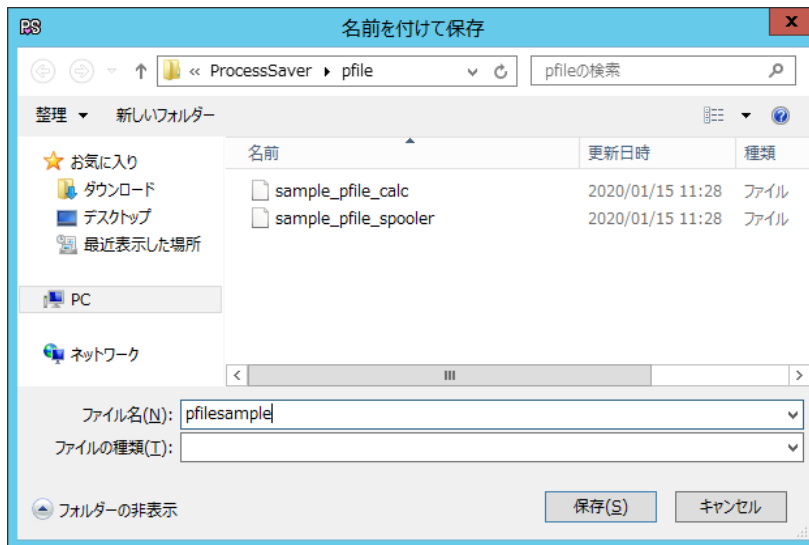 PS 名前を付けて保存 x
« ProcessSaver pfile pfileの検索
整理 新しいフォルダー
お気に入り
ダウンロード
デスクトップ
最近表示した場所
PC
ネットワーク
名前 更新日時 種類
sample_pfile_calc 2020/01/15 11:28 ファイル
sample_pfile_spooler 2020/01/15 11:28 ファイル
ファイル名(N): pfilesample
ファイルの種類(T):
フォルダーの非表示 保存(S) キャンセル